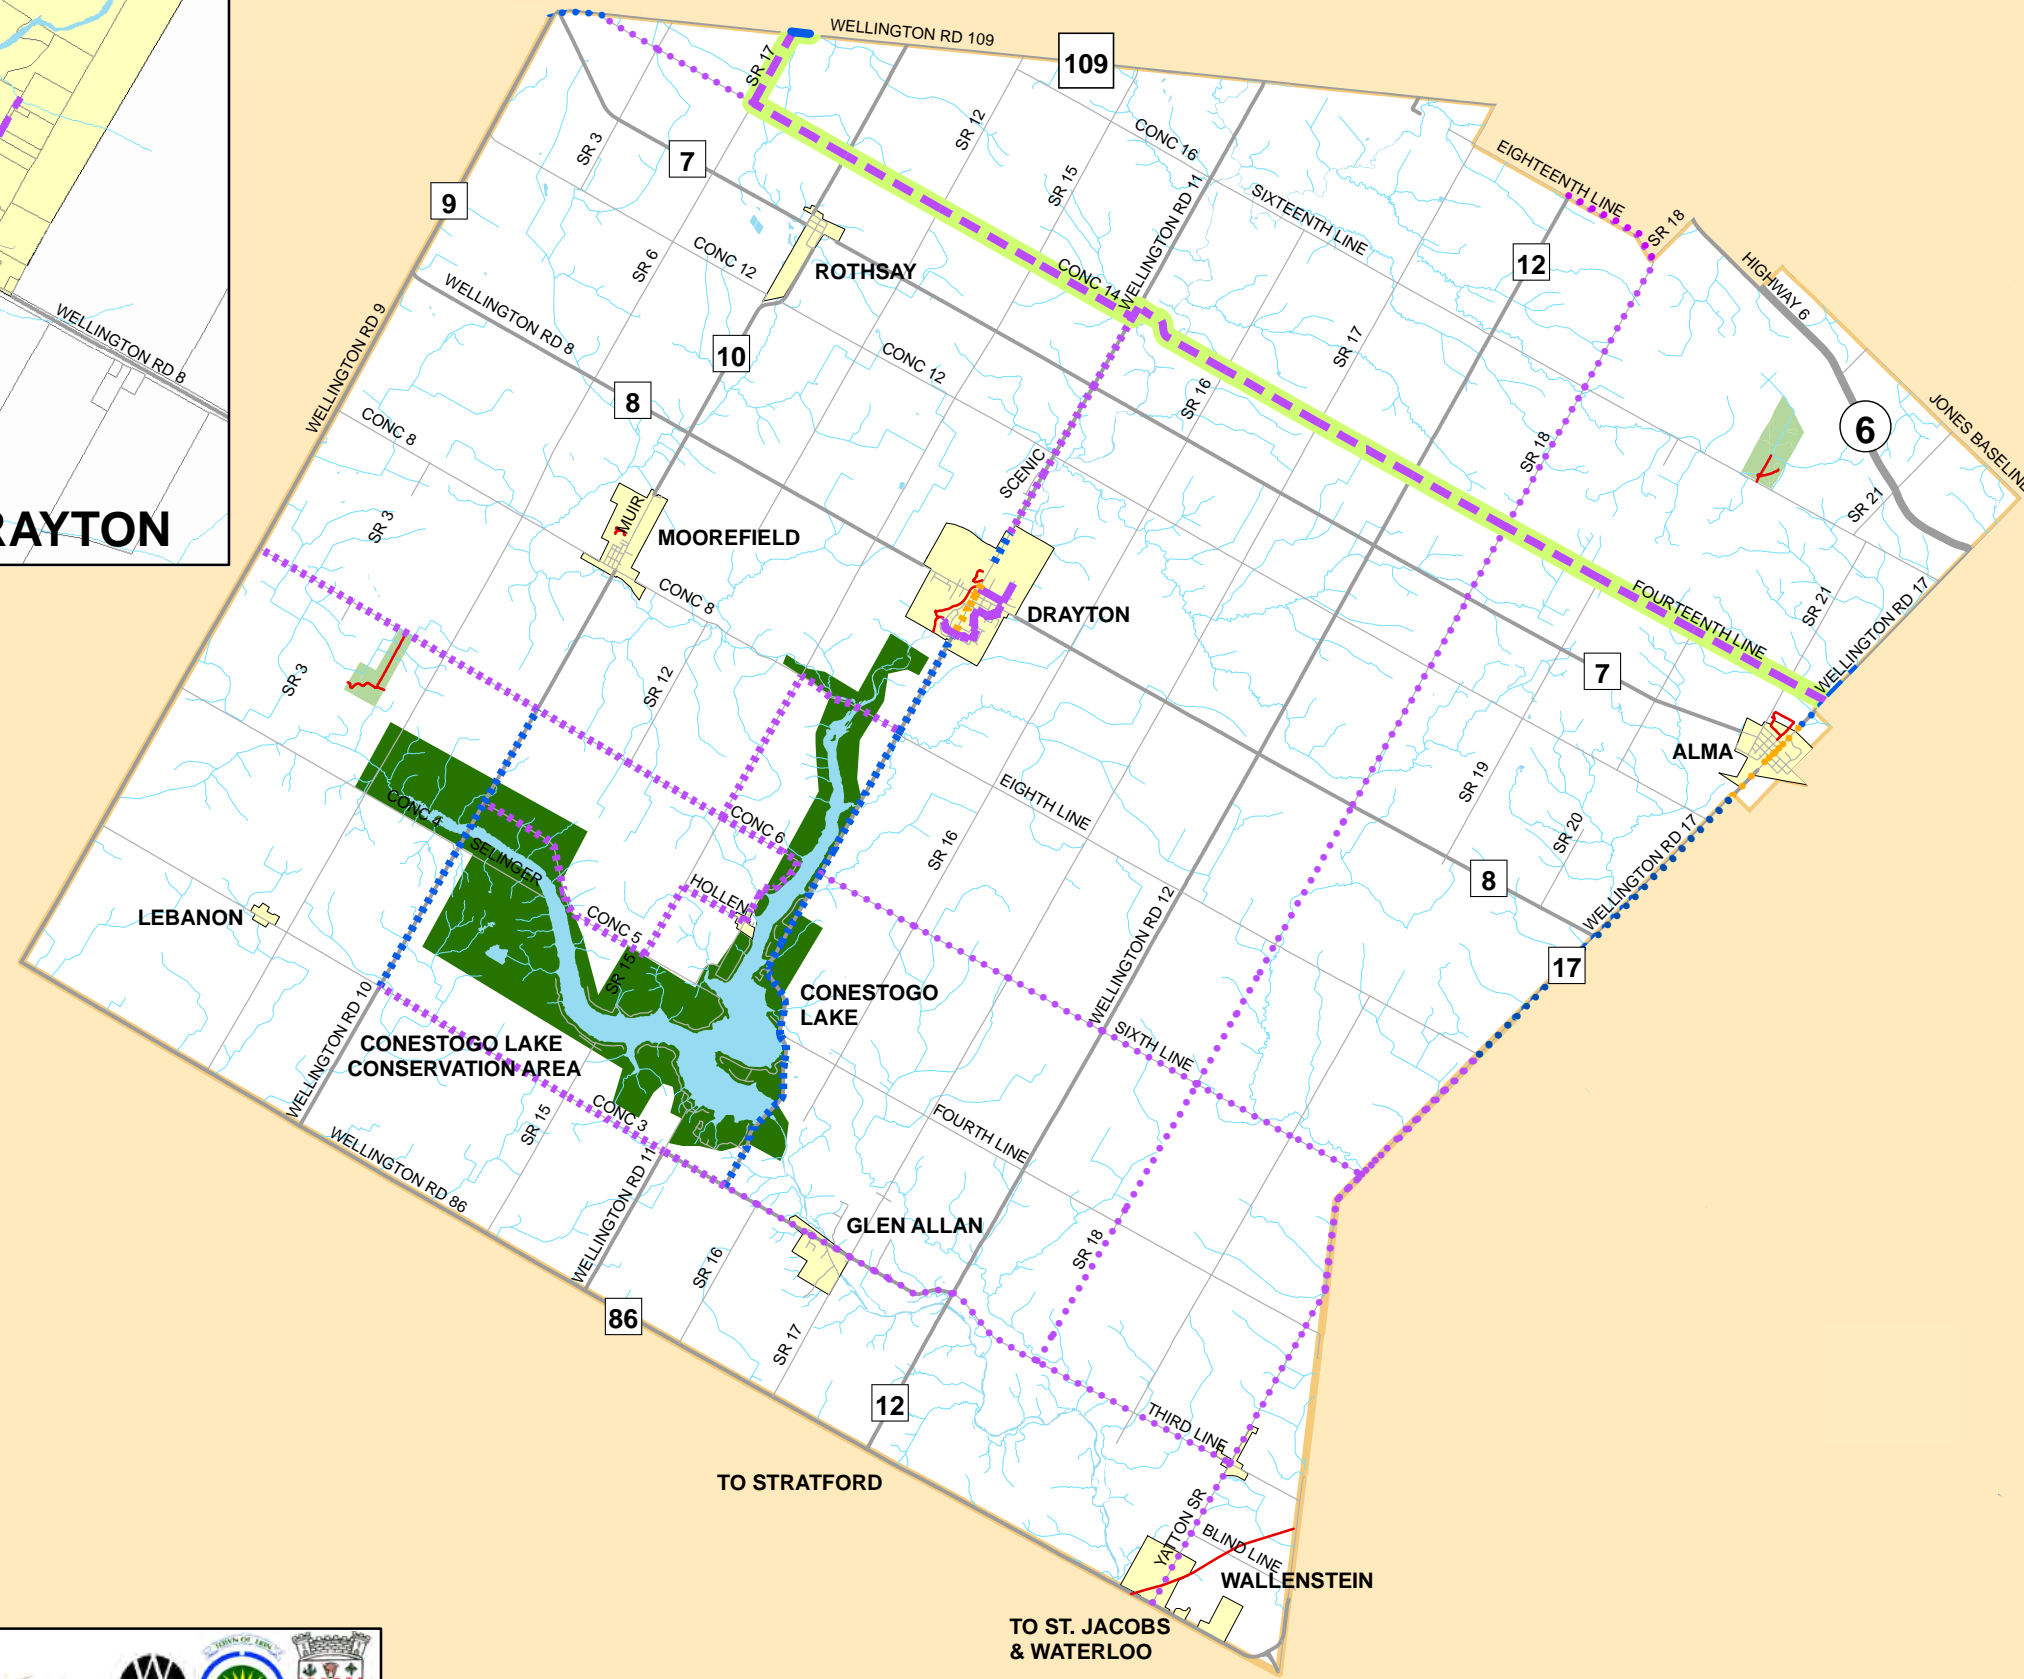 WELLINGTON RD 109
109
SR 17
SR 12
CONC 16
SR 3
7
SR 15
EIGHTEENTH LINE
9
WELLINGTON RD 11
SIXTEENTH LINE
SR 18
12
HIGHWAY 6
CONC 12
SR 6
ROTHSAY
CONC 14
WELLINGTON RD 8
WELLINGTON RD 8
WELLINGTON RD 9
10
CONC 12
SR 17
8
SR 16
CONC 8
6
JONES BASELINE
SR 18
SCENIC
RAYTON
MUIR
MOOREFIELD
SR 3
SR 21
CONC 8
DRAYTON
FOURTEENTH LINE
SR 21
WELLINGTON RD 17
7
SR 3
SR 12
ALMA
SR 19
CONC 4
CONC 6
EIGHTH LINE
SR 20
SELINGER
SR 16
HOLLEN
8
WELLINGTON RD 17
LEBANON
CONC 5
WELLINGTON RD 12
17
SR 15
CONESTOGO
LAKE
WELLINGTON RD 10
CONESTOGO LAKE
CONSERVATION AREA
SIXTH LINE
CONC 3
SR 15
FOURTH LINE
WELLINGTON RD 86
WELLINGTON RD 11
GLEN ALLAN
SR 18
SR 16
86
SR 17
12
THIRD LINE
TO STRATFORD
YATTON SR
BLIND LINE
WALLENSTEIN
TO ST. JACOBS
& WATERLOO
TOWN OF ERIN